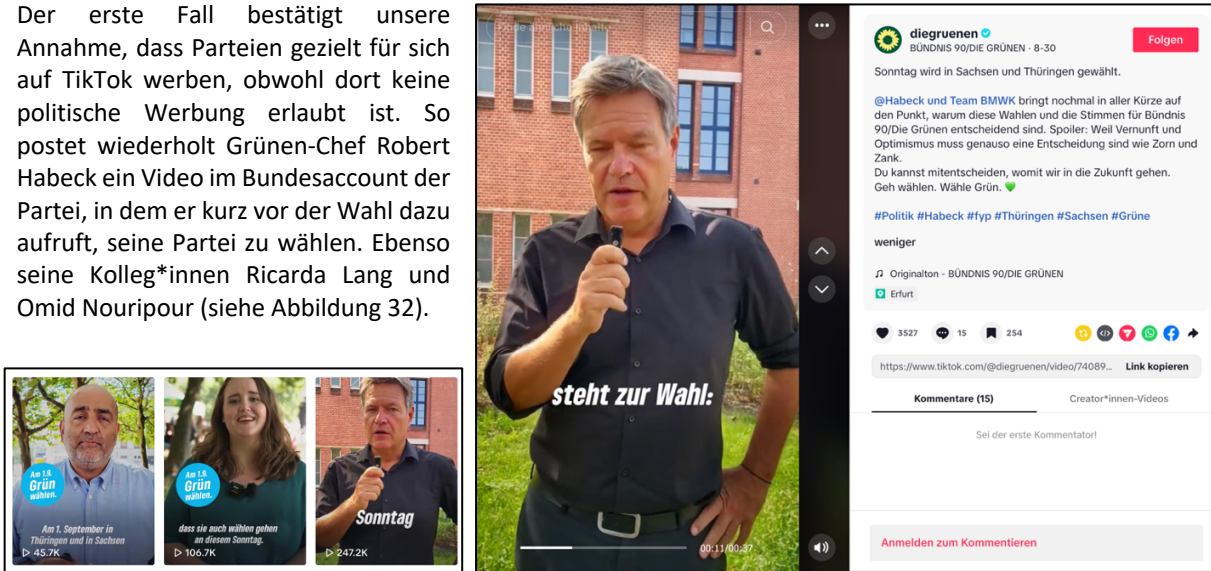 Der erste Fall bestätigt unsere
Annahme, dass Parteien gezielt für sich
auf TikTok werben, obwohl dort keine
politische Werbung erlaubt ist. So
postet wiederholt Grünen-Chef Robert
Habeck ein Video im Bundesaccount der
Partei, in dem er kurz vor der Wahl dazu
aufruft, seine Partei zu wählen. Ebenso
seine Kolleg*innen Ricarda Lang und
Omid Nouripour (siehe Abbildung 32).
Am 1.9.
Grün
wählen.
Am 1. September in
Thüringen und in Sachsen
45.7K
Am 1.9.
Grün
wählen.
dass sie auch wählen gehen
an diesem Sonntag.
106.7K
Sonntag
247.2K
Finde ähnliche Inhalte
steht zur Wahl:
00:11/00:37
diegruenen
BÜNDNIS 90/DIE GRÜNEN · 8-30
Folgen
Sonntag wird in Sachsen und Thüringen gewählt.
@Habeck und Team BMWK bringt nochmal in aller Kürze auf
den Punkt, warum diese Wahlen und die Stimmen für Bündnis
90/Die Grünen entscheidend sind. Spoiler: Weil Vernunft und
Optimismus muss genauso eine Entscheidung sind wie Zorn und
Zank.
Du kannst mitentscheiden, womit wir in die Zukunft gehen.
Geh wählen. Wähle Grün. 💚
#Politik #Habeck #fyp #Thüringen #Sachsen #Grüne
weniger
Originalton - BÜNDNIS 90/DIE GRÜNEN
Erfurt
3527 15 254
https://www.tiktok.com/@diegruenen/video/74089... Link kopieren
Kommentare (15) Creator*innen-Videos
Sei der erste Kommentator!
Anmelden zum Kommentieren